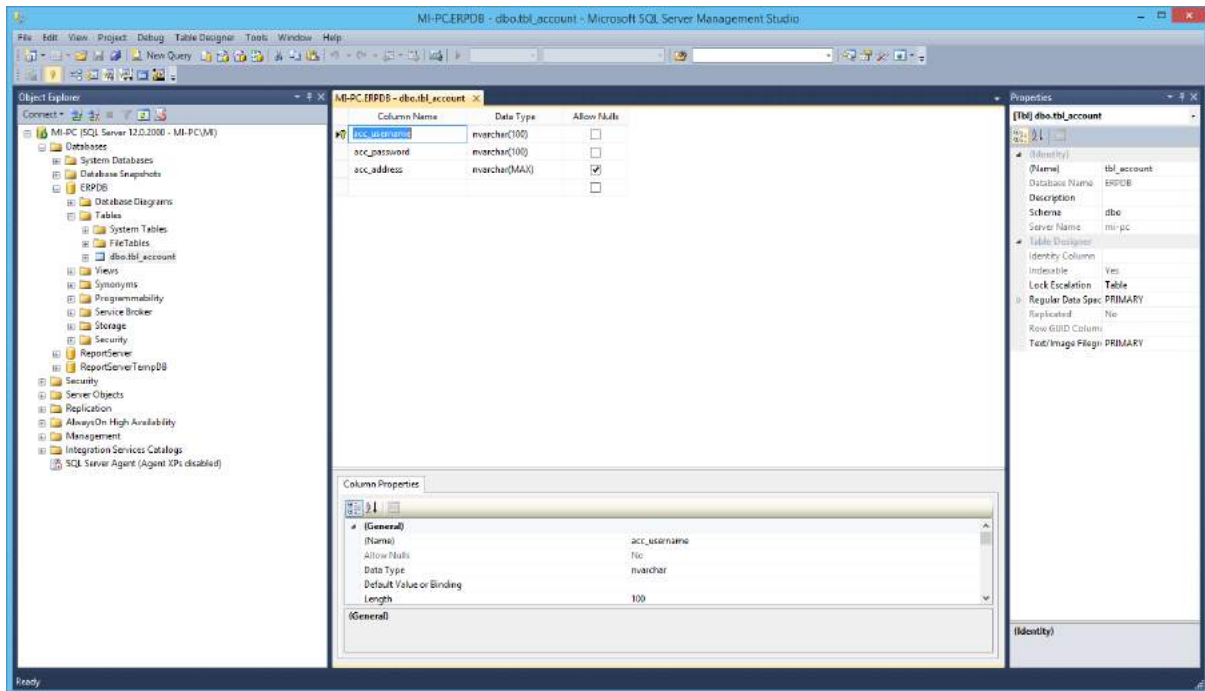 MI-PC.ERPDB - dbo.tbl_account - Microsoft SQL Server Management Studio
File Edit View Project Debug Table Designer Tools Window Help
New Query
Object Explorer
Connect
MI-PC (SQL Server 12.0.2000 - MI-PC\MI)
Databases
System Databases
Database Snapshots
ERPDB
Database Diagrams
Tables
System Tables
FileTables
dbo.tbl_account
Views
Synonyms
Programmability
Service Broker
Storage
Security
ReportServer
ReportServerTempDB
Security
Server Objects
Replication
AlwaysOn High Availability
Management
Integration Services Catalogs
SQL Server Agent (Agent XPs disabled)
MI-PC.ERPDB - dbo.tbl_account
Column Name Data Type Allow Nulls
acc_username nvarchar(100)
acc_password nvarchar(100)
acc_address nvarchar(MAX)
Column Properties
(General)
(Name) acc_username
Allow Nulls No
Data Type nvarchar
Default Value or Binding
Length 100
(General)
Properties
[Tbl] dbo.tbl_account
(Identity)
(Name) tbl_account
Database Name ERPDB
Description
Schema dbo
Server Name mi-pc
Table Designer
Identity Column
Indexable Yes
Lock Escalation Table
Regular Data Spac PRIMARY
Replicated No
Row GUID Column
Text/Image Filegr PRIMARY
(Identity)
Ready